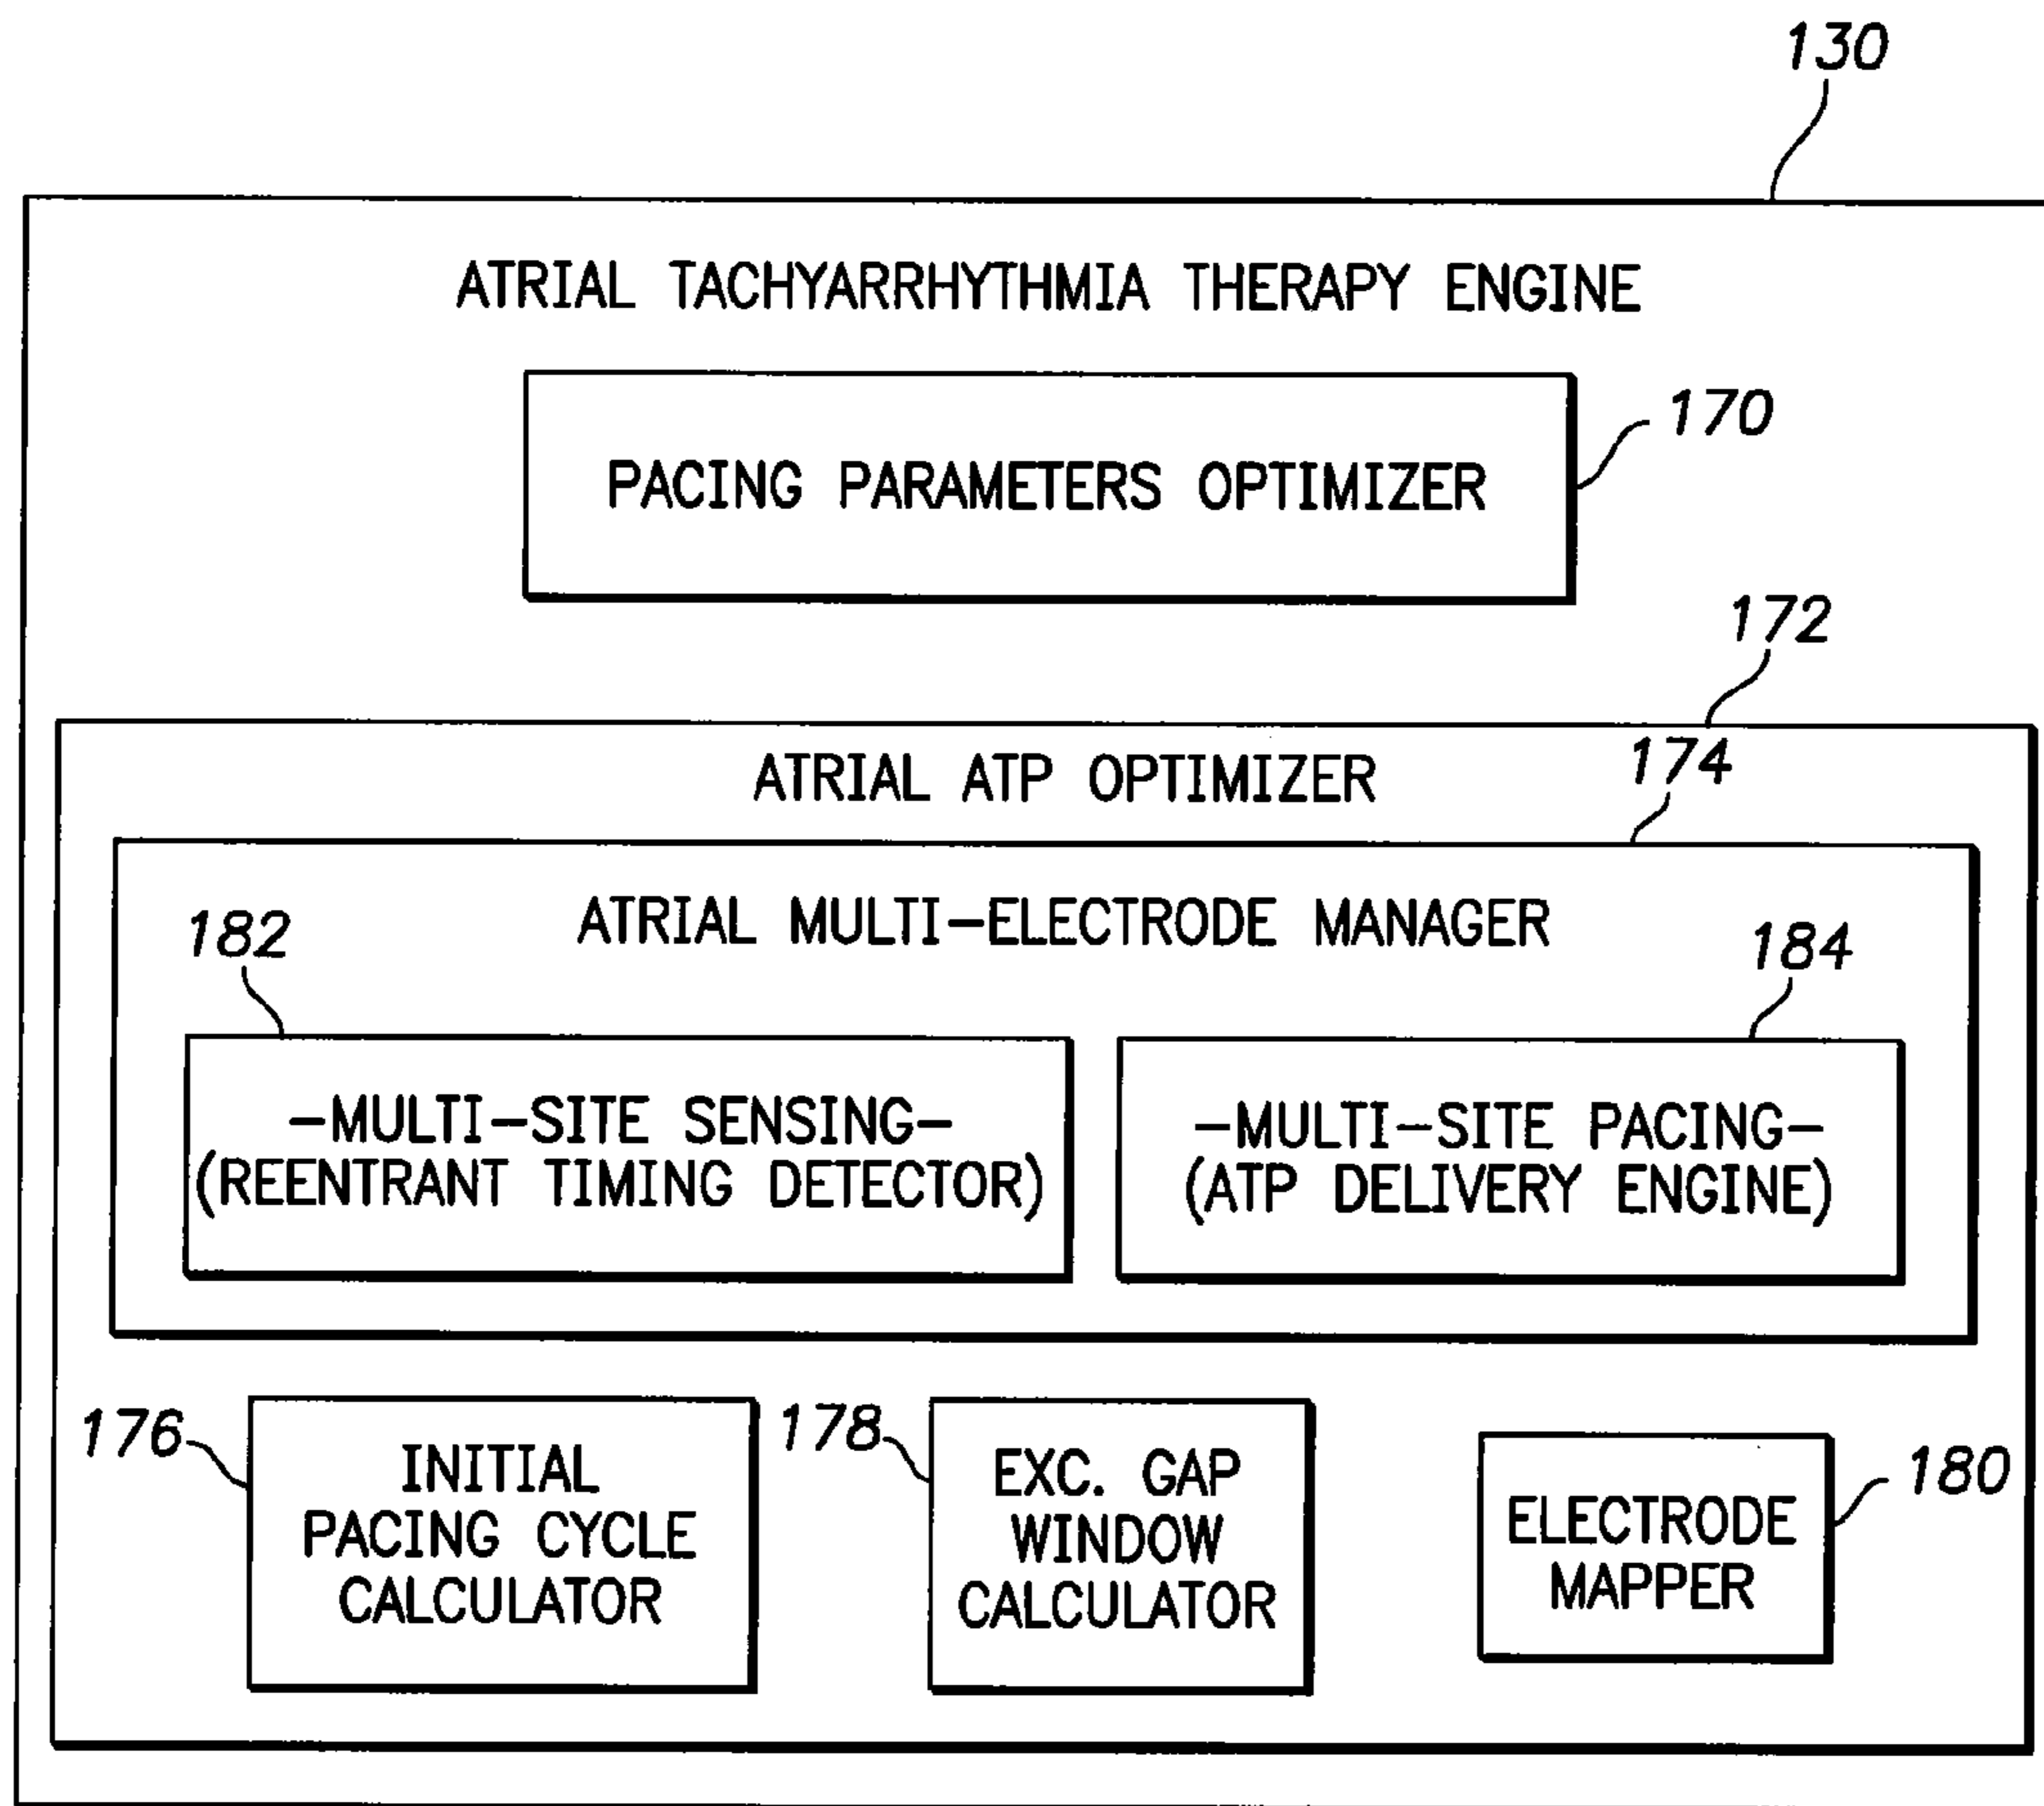 130
ATRIAL TACHYARRHYTHMIA THERAPY ENGINE
170
PACING PARAMETERS OPTIMIZER
172
ATRIAL ATP OPTIMIZER
174
ATRIAL MULTI-ELECTRODE MANAGER
182
184
-MULTI-SITE SENSING-
(REENTRANT TIMING DETECTOR)
-MULTI-SITE PACING-
(ATP DELIVERY ENGINE)
176
INITIAL
PACING CYCLE
CALCULATOR
178
EXC. GAP
WINDOW
CALCULATOR
ELECTRODE
MAPPER
180